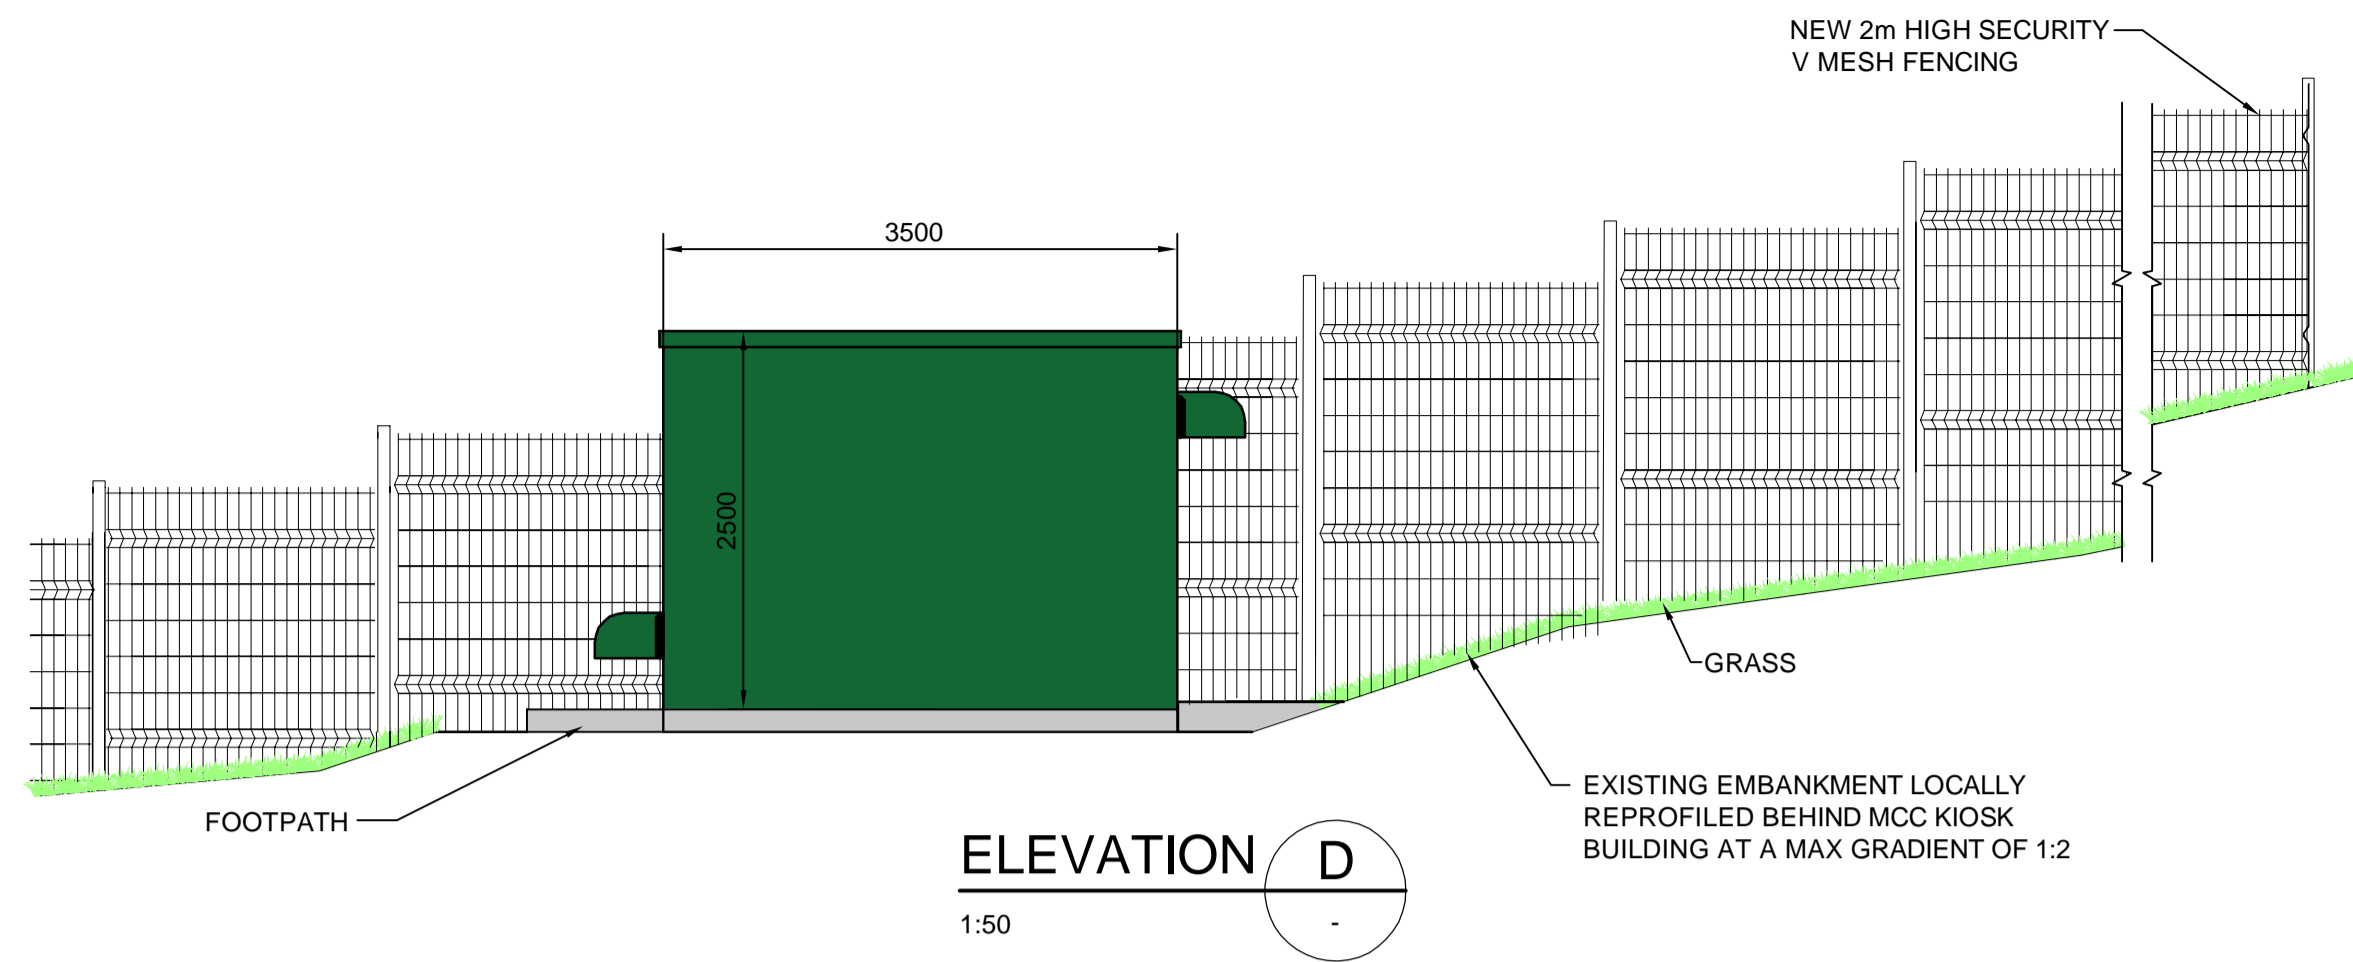 NEW 2m HIGH SECURITY
V MESH FENCING
3500
2500
GRASS
FOOTPATH
EXISTING EMBANKMENT LOCALLY
REPROFILED BEHIND MCC KIOSK
BUILDING AT A MAX GRADIENT OF 1:2
ELEVATION D
1:50 -